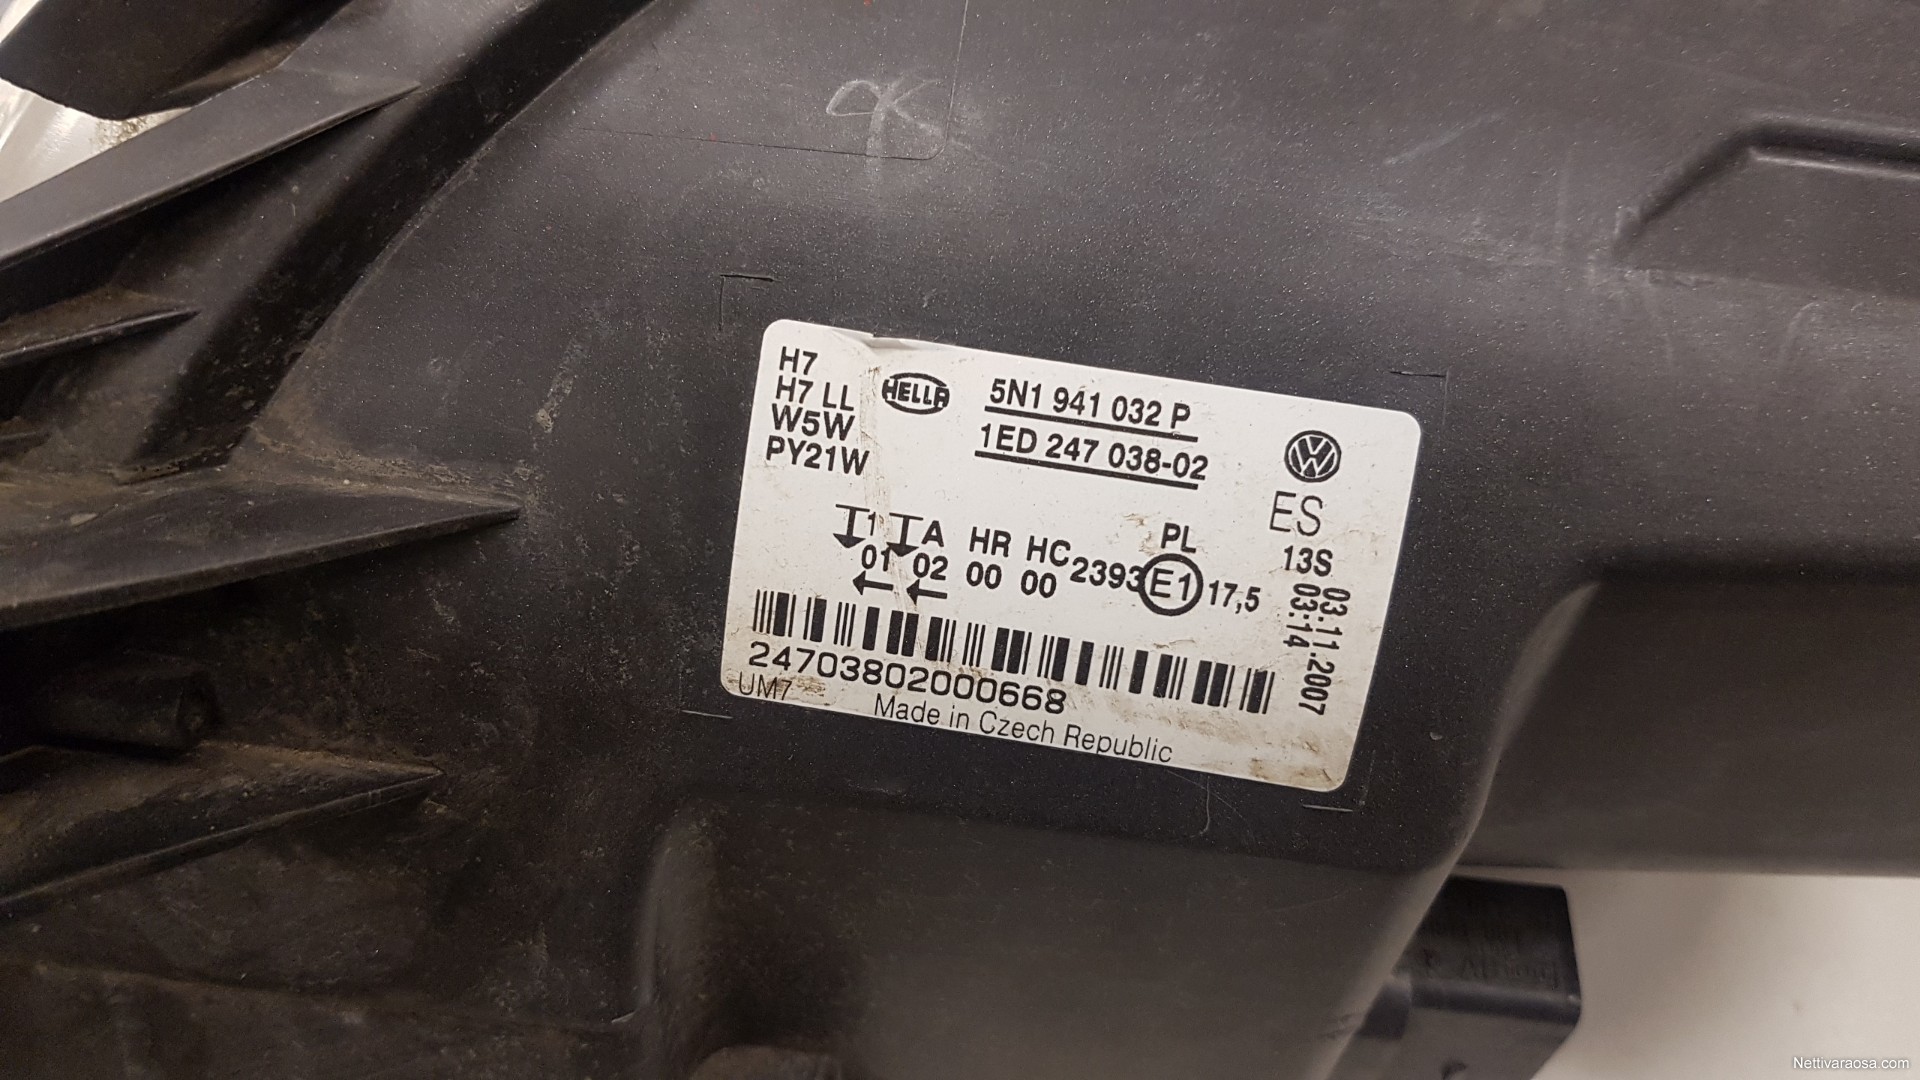 OK
H7
H7 LL
W5W
PY21W
HELLA
5N1 941 032 P
1ED 247 038-02
ES
13S
03.11.2007
03:14
1 A HR HC PL
01 02 00 00 2393 E1 17,5
24703802000668
UM7
Made in Czech Republic
Nettivaraosa.com